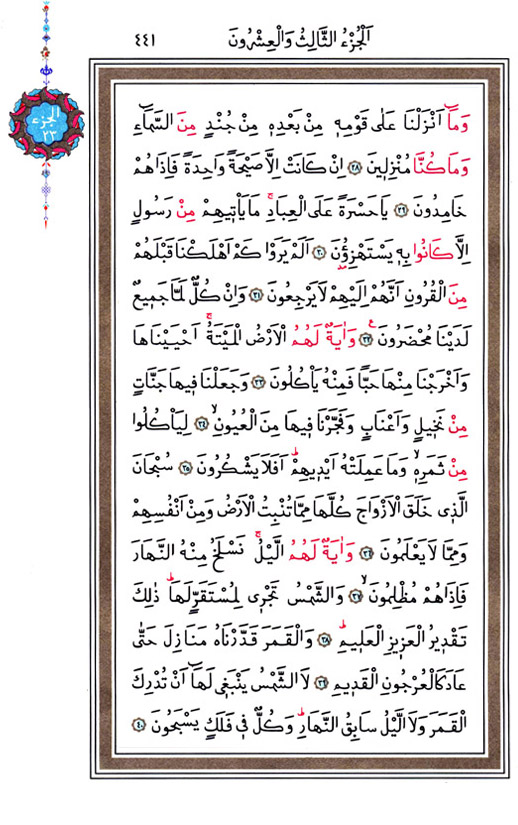 اَلْجُزْءُ الثَّالِثُ وَالْعِشْرُونَ
٤٤١
الجزء
٢٣
وَمَٓا اَنْزَلْنَا عَلٰى قَوْمِه۪ مِنْ بَعْدِه۪ مِنْ جُنْدٍ مِنَ السَّمَٓاءِ
وَمَا كُنَّا مُنْزِل۪ينَ ﴿٢٨﴾ اِنْ كَانَتْ اِلَّا صَيْحَةً وَاحِدَةً فَاِذَا هُمْ
خَامِدُونَ ﴿٢٩﴾ يَا حَسْرَةً عَلَى الْعِبَادِۚ مَا يَأْت۪يهِمْ مِنْ رَسُولٍ
اِلَّا كَانُوا بِه۪ يَسْتَهْزِؤُ۫نَ ﴿٣٠﴾ اَلَمْ يَرَوْا كَمْ اَهْلَكْنَا قَبْلَهُمْ
مِنَ الْقُرُونِ اَنَّهُمْ اِلَيْهِمْ لَا يَرْجِعُونَ ﴿٣١﴾ وَاِنْ كُلٌّ لَمَّا جَم۪يعٌ
لَدَيْنَا مُحْضَرُونَ۟ ﴿٣٢﴾ وَاٰيَةٌ لَهُمُ الْاَرْضُ الْمَيْتَةُۚ اَحْيَيْنَاهَا
وَاَخْرَجْنَا مِنْهَا حَبًّا فَمِنْهُ يَأْكُلُونَ ﴿٣٣﴾ وَجَعَلْنَا ف۪يهَا جَنَّاتٍ
مِنْ نَخ۪يلٍ وَاَعْنَابٍ وَفَجَّرْنَا ف۪يهَا مِنَ الْعُيُونِۙ ﴿٣٤﴾ لِيَأْكُلُوا
مِنْ ثَمَرِه۪ۙ وَمَا عَمِلَتْهُ اَيْد۪يهِمْۜ اَفَلَا يَشْكُرُونَ ﴿٣٥﴾ سُبْحَانَ
الَّذ۪ي خَلَقَ الْاَزْوَاجَ كُلَّهَا مِمَّا تُنْبِتُ الْاَرْضُ وَمِنْ اَنْفُسِهِمْ
وَمِمَّا لَا يَعْلَمُونَ ﴿٣٦﴾ وَاٰيَةٌ لَهُمُ الَّيْلُۚ نَسْلَخُ مِنْهُ النَّهَارَ
فَاِذَا هُمْ مُظْلِمُونَۙ ﴿٣٧﴾ وَالشَّمْسُ تَجْر۪ي لِمُسْتَقَرٍّ لَهَاۜ ذٰلِكَ
تَقْد۪يرُ الْعَز۪يزِ الْعَل۪يمِۜ ﴿٣٨﴾ وَالْقَمَرَ قَدَّرْنَاهُ مَنَازِلَ حَتّٰى
عَادَ كَالْعُرْجُونِ الْقَد۪يمِ ﴿٣٩﴾ لَا الشَّمْسُ يَنْبَغ۪ي لَهَٓا اَنْ تُدْرِكَ
الْقَمَرَ وَلَا الَّيْلُ سَابِقُ النَّهَارِۜ وَكُلٌّ ف۪ي فَلَكٍ يَسْبَحُونَ ﴿٤٠﴾